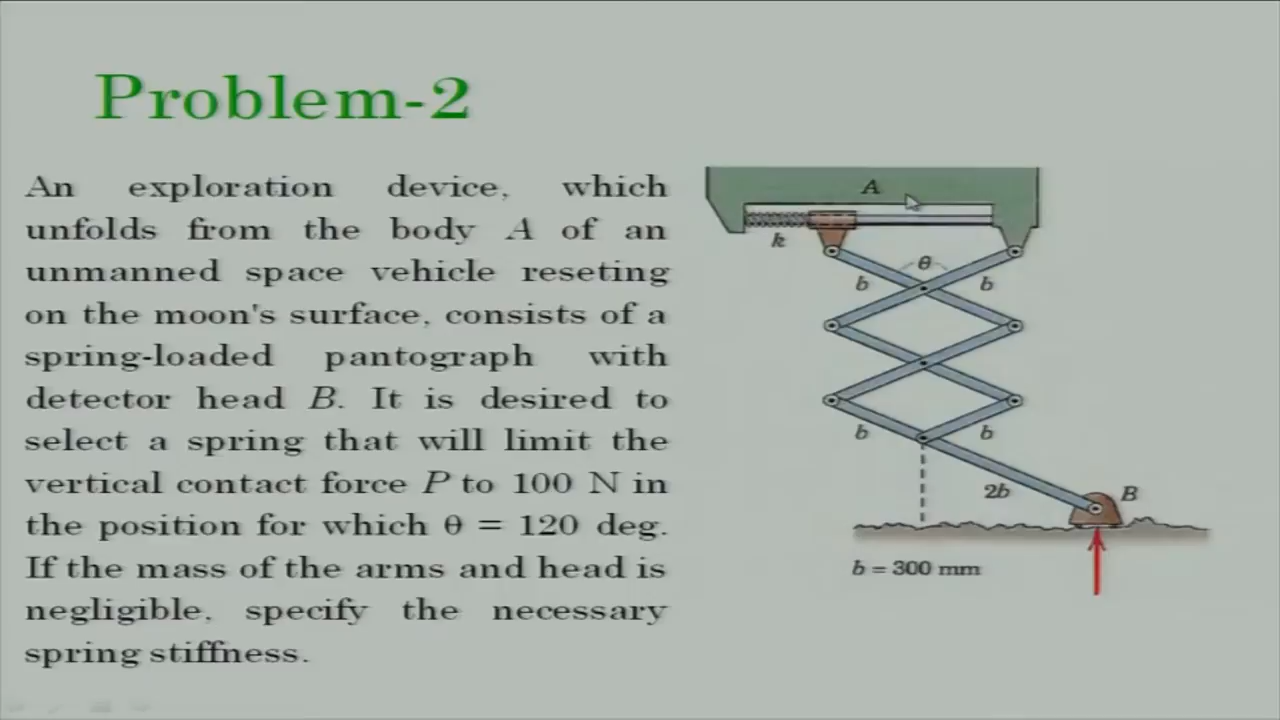 Problem-2
An exploration device, which
unfolds from the body A of an
unmanned space vehicle reseting
on the moon's surface, consists of a
spring-loaded pantograph with
detector head B. It is desired to
select a spring that will limit the
vertical contact force P to 100 N in
the position for which θ = 120 deg.
If the mass of the arms and head is
negligible, specify the necessary
spring stiffness.
A
k
θ
b b
b b
2b
B
b = 300 mm